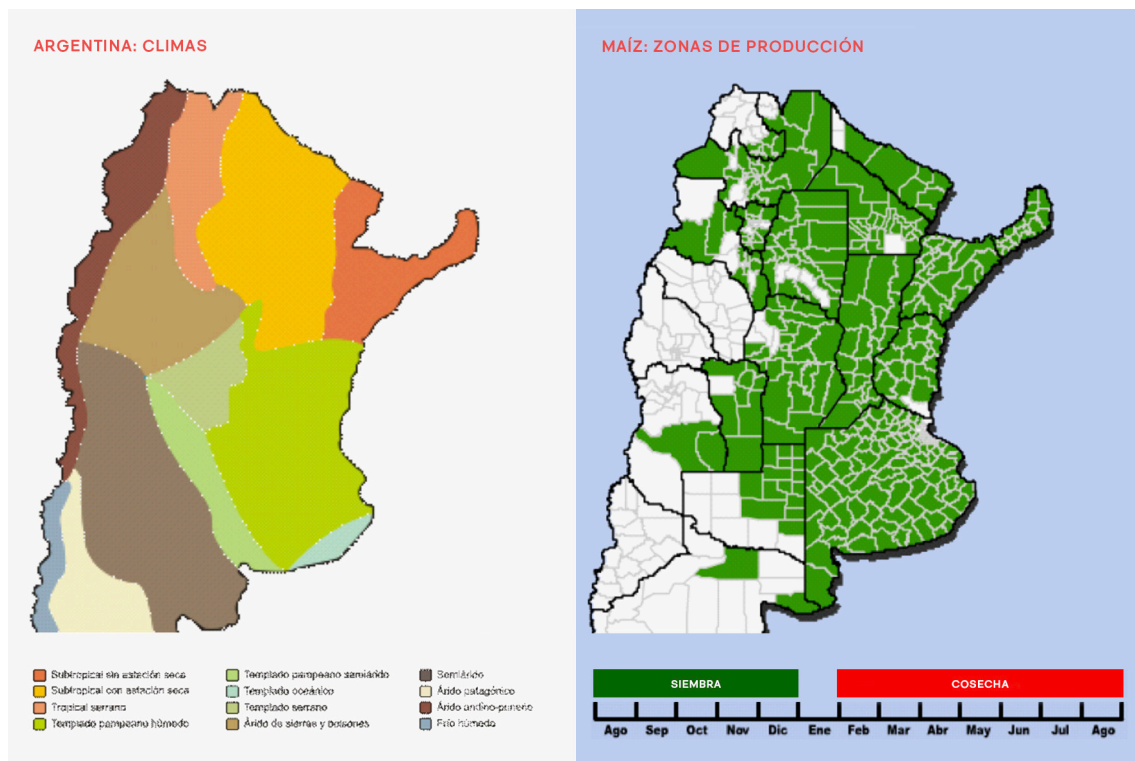 ARGENTINA: CLIMAS
Subtropical sin estación seca
Subtropical con estación seca
Tropical serrano
Templado pampeano húmedo
Templado pampeano semiárido
Templado oceánico
Templado serrano
Árido de sierras y bolsones
Semiárido
Árido patagónico
Árido andino-puneño
Frío húmedo
MAÍZ: ZONAS DE PRODUCCIÓN
SIEMBRA COSECHA
Ago Sep Oct Nov Dic Ene Feb Mar Abr May Jun Jul Ago